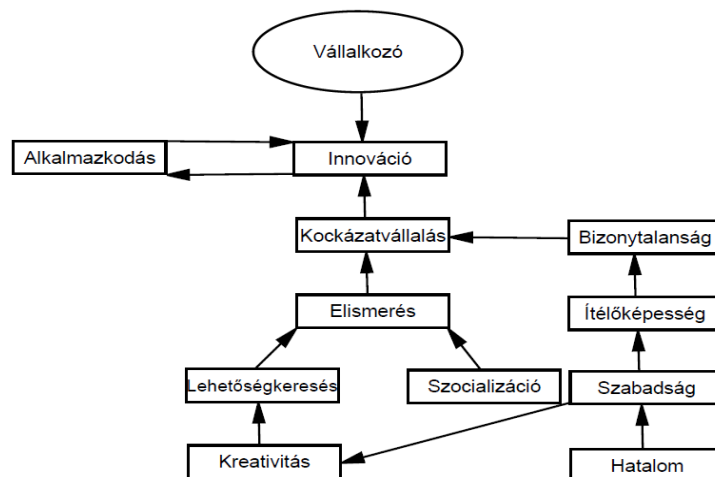 Vállalkozó
Alkalmazkodás
Innováció
Kockázatvállalás
Bizonytalanság
Elismerés
Ítélőképesség
Lehetőségkeresés
Szocializáció
Szabadság
Kreativitás
Hatalom